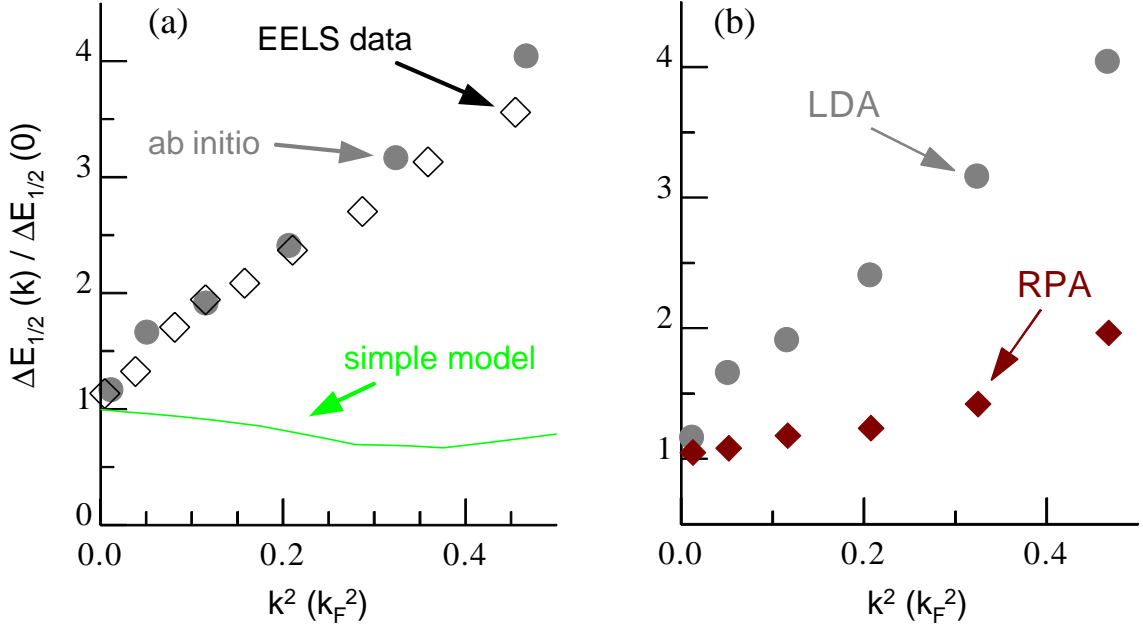 (a)
EELS data
ab initio
simple model
ΔE1/2 (k) / ΔE1/2 (0)
4
3
2
1
0
0.0
0.2
0.4
k² (kF²)
(b)
LDA
RPA
4
3
2
1
0.0
0.2
0.4
k² (kF²)